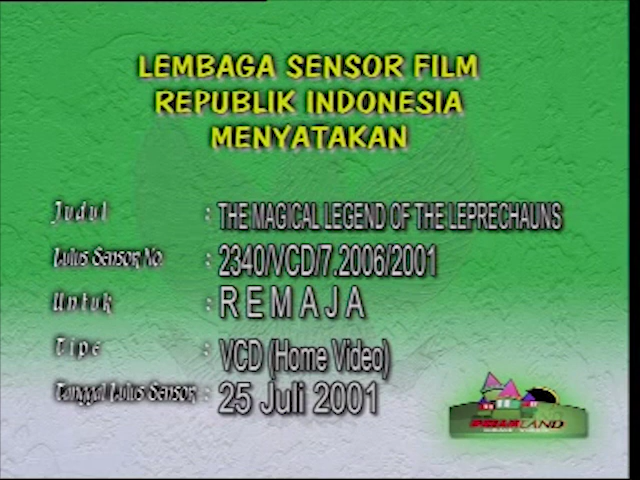 LEMBAGA SENSOR FILM
REPUBLIK INDONESIA
MENYATAKAN
Judul : THE MAGICAL LEGEND OF THE LEPRECHAUNS
Lulus Sensor No. : 2340/VCD/7.2006/2001
Untuk : REMAJA
Tipe : VCD (Home Video)
Tanggal Lulus Sensor : 25 Juli 2001
LAND